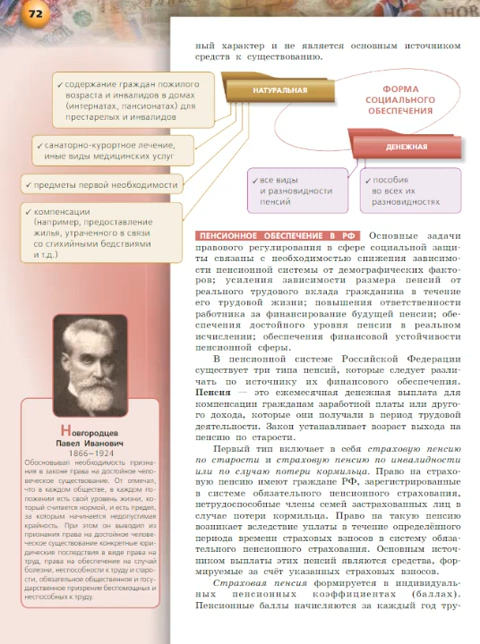 72
ный характер и не является основным источником
средств к существованию.
✓ содержание граждан пожилого
возраста и инвалидов в домах
(интернатах, пансионатах) для
престарелых и инвалидов
✓ санаторно-курортное лечение,
иные виды медицинских услуг
✓ предметы первой необходимости
✓ компенсации
(например, предоставление
жилья, утраченного в связи
со стихийными бедствиями
и т.д.)
НАТУРАЛЬНАЯ
ФОРМА
СОЦИАЛЬНОГО
ОБЕСПЕЧЕНИЯ
ДЕНЕЖНАЯ
✓ все виды
и разновидности
пенсий
✓ пособия
во всех их
разновидностях
ПЕНСИОННОЕ ОБЕСПЕЧЕНИЕ В РФ Основные задачи
правового регулирования в сфере социальной защи-
ты связаны с необходимостью снижения зависимо-
сти пенсионной системы от демографических факто-
ров; усиления зависимости размера пенсий от
реального трудового вклада гражданина в течение
его трудовой жизни; повышения ответственности
работника за финансирование будущей пенсии; обе-
спечения достойного уровня пенсии в реальном
исчислении; обеспечения финансовой устойчивости
пенсионной сферы.
В пенсионной системе Российской Федерации
существует три типа пенсий, которые следует разли-
чать по источнику их финансового обеспечения.
Пенсия — это ежемесячная денежная выплата для
компенсации гражданам заработной платы или друго-
го дохода, которые они получали в период трудовой
деятельности. Закон устанавливает возраст выхода на
пенсию по старости.
Первый тип включает в себя страховую пенсию
по старости и страховую пенсию по инвалидности
или по случаю потери кормильца. Право на страхо-
вую пенсию имеют граждане РФ, зарегистрированные
в системе обязательного пенсионного страхования,
нетрудоспособные члены семей застрахованных лиц в
случае потери кормильца. Право на такую пенсию
возникает вследствие уплаты в течение определённого
периода времени страховых взносов в систему обяза-
тельного пенсионного страхования. Основным источ-
ником выплаты этих пенсий являются средства, фор-
мируемые за счёт указанных страховых взносов.
Страховая пенсия формируется в индивидуаль-
ных пенсионных коэффициентах (баллах).
Пенсионные баллы начисляются за каждый год тру-
Новгородцев
Павел Иванович
1866–1924
Обосновывал необходимость призна-
ния в законе права на достойное чело-
веческое существование. Он отмечал,
что в каждом обществе, в каждом по-
ложении есть свой уровень жизни, ко-
торый считается нормой, и есть предел,
за которым начинается недопустимая
крайность. При этом он выводил из
признания права на достойное человече-
ское существование конкретные юри-
дические последствия в виде права на
труд, права на обеспечение на случай
болезни, неспособности к труду и старо-
сти, обязательное общественное и госу-
дарственное призрение беспомощных и
неспособных к труду.